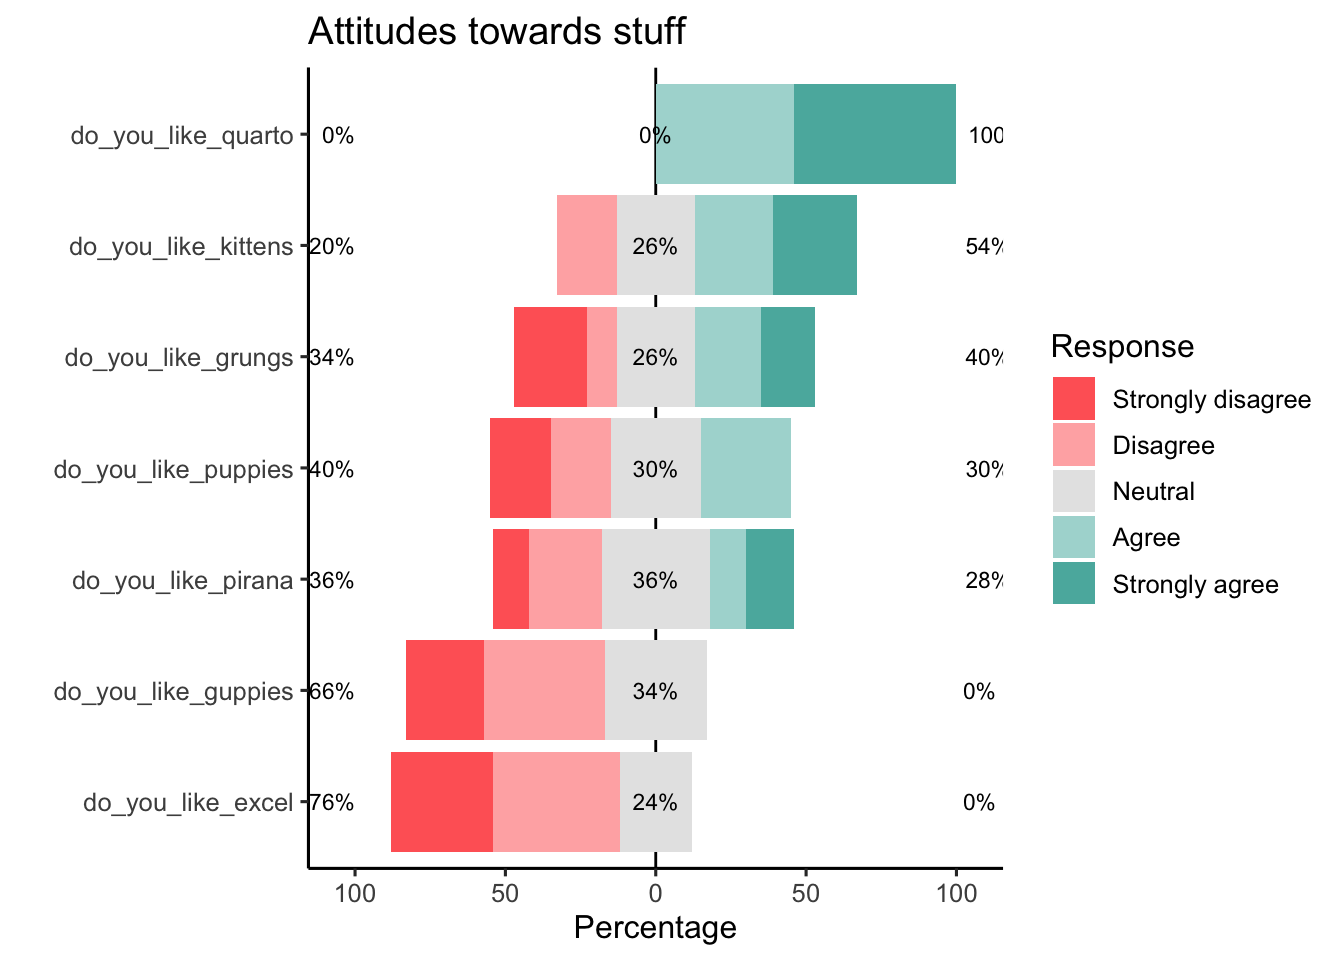 Attitudes towards stuff
do_you_like_quarto 0% 0% 100
do_you_like_kittens 20% 26% 54%
do_you_like_grungs 34% 26% 40%
do_you_like_puppies 40% 30% 30%
do_you_like_pirana 36% 36% 28%
do_you_like_guppies 66% 34% 0%
do_you_like_excel 76% 24% 0%
100 50 0 50 100
Percentage
Response
Strongly disagree
Disagree
Neutral
Agree
Strongly agree